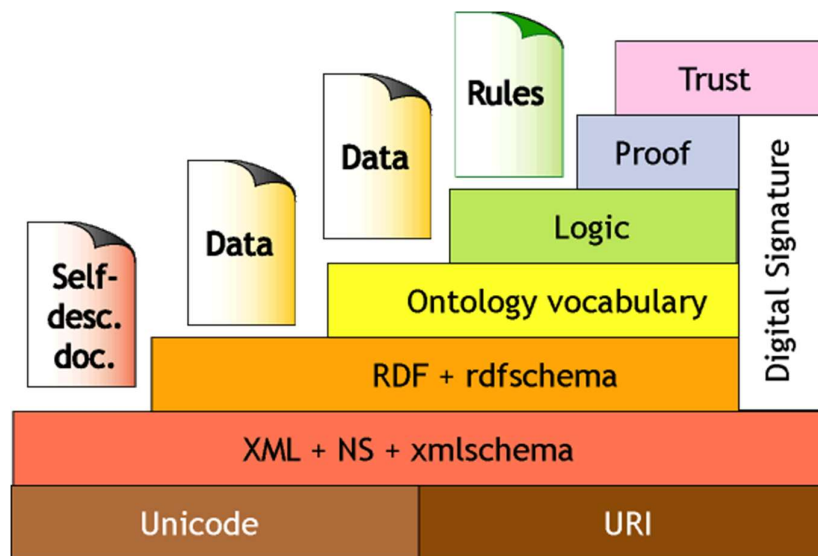 Rules
Trust
Data
Proof
Data
Logic
Self-
desc.
doc.
Ontology vocabulary
Digital Signature
RDF + rdfschema
XML + NS + xmlschema
Unicode
URI